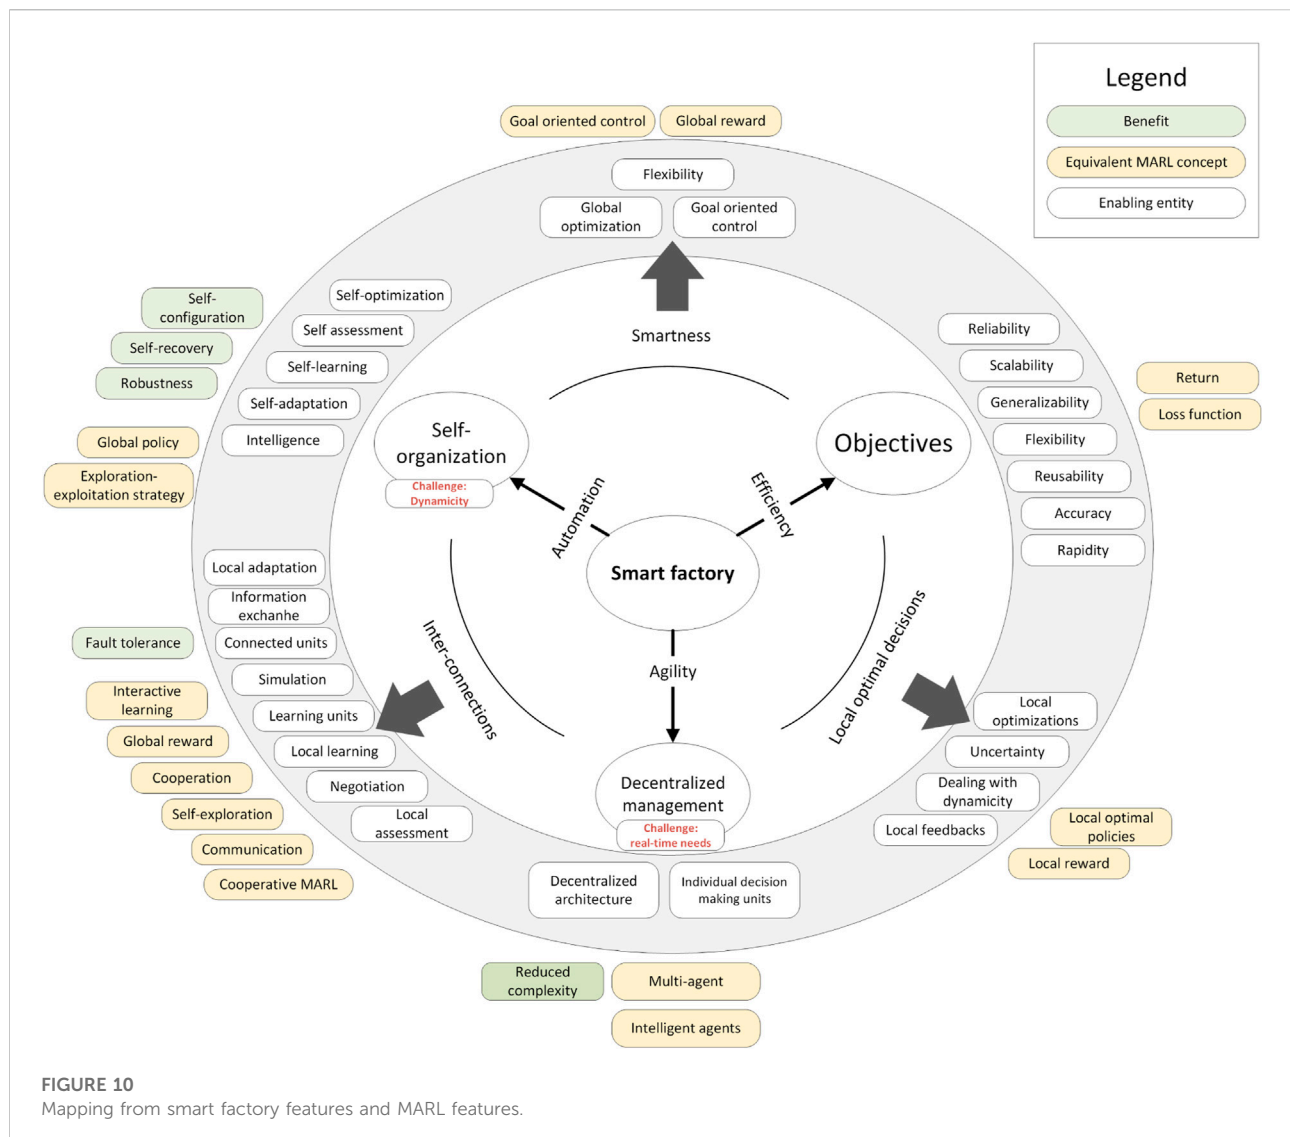 Legend
Benefit
Equivalent MARL concept
Enabling entity
Goal oriented control
Global reward
Flexibility
Global
optimization
Goal oriented
control
Smartness
Self-
configuration
Self-recovery
Robustness
Global policy
Exploration-
exploitation strategy
Self-optimization
Self assessment
Self-learning
Self-adaptation
Intelligence
Self-
organization
Challenge:
Dynamicity
Automation
Objectives
Efficiency
Reliability
Scalability
Generalizability
Flexibility
Reusability
Accuracy
Rapidity
Return
Loss function
Smart factory
Local adaptation
Information
exchanhe
Connected units
Simulation
Learning units
Local learning
Negotiation
Local
assessment
Fault tolerance
Interactive
learning
Global reward
Cooperation
Self-exploration
Communication
Cooperative MARL
Inter-connections
Agility
Local optimal decisions
Decentralized
management
Challenge:
real-time needs
Local
optimizations
Uncertainty
Dealing with
dynamicity
Local feedbacks
Local optimal
policies
Local reward
Decentralized
architecture
Individual decision
making units
Reduced
complexity
Multi-agent
Intelligent agents
FIGURE 10
Mapping from smart factory features and MARL features.